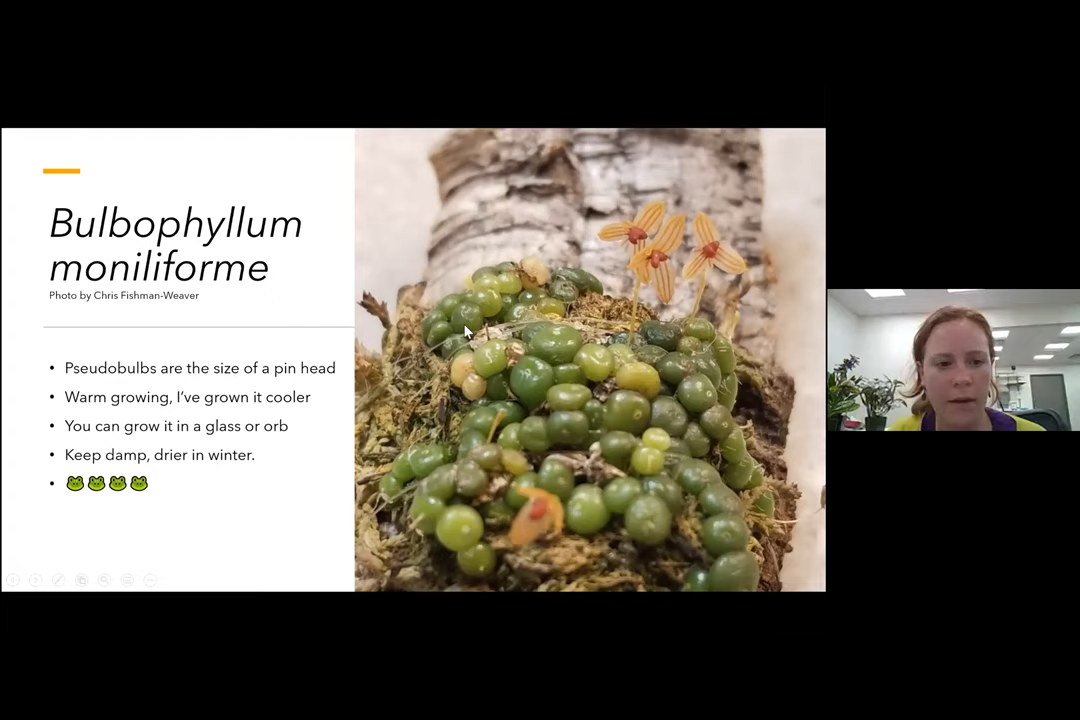 Bulbophyllum
moniliforme
Photo by Chris Fishman-Weaver
• Pseudobulbs are the size of a pin head
• Warm growing, I’ve grown it cooler
• You can grow it in a glass or orb
• Keep damp, drier in winter.
• 🐸🐸🐸🐸